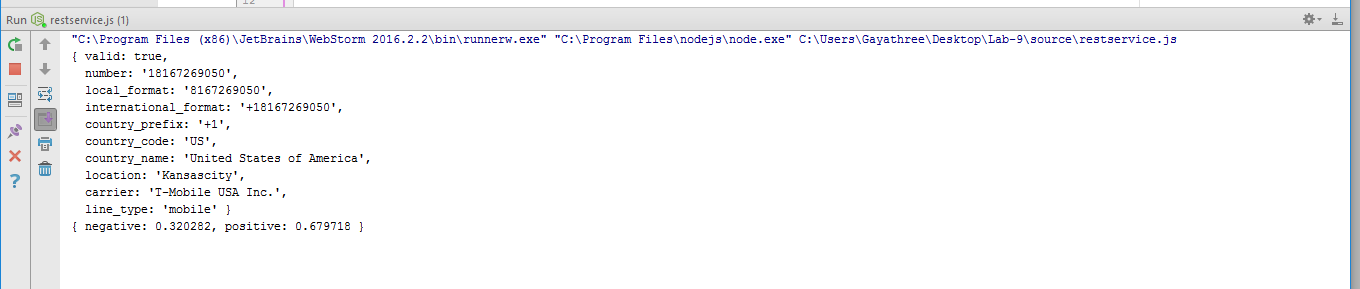 12
Run restservice.js (1)
"C:\Program Files (x86)\JetBrains\WebStorm 2016.2.2\bin\runnerw.exe" "C:\Program Files\nodejs\node.exe" C:\Users\Gayathree\Desktop\Lab-9\source\restservice.js
{ valid: true,
number: '18167269050',
local_format: '8167269050',
international_format: '+18167269050',
country_prefix: '+1',
country_code: 'US',
country_name: 'United States of America',
location: 'Kansascity',
carrier: 'T-Mobile USA Inc.',
line_type: 'mobile' }
{ negative: 0.320282, positive: 0.679718 }